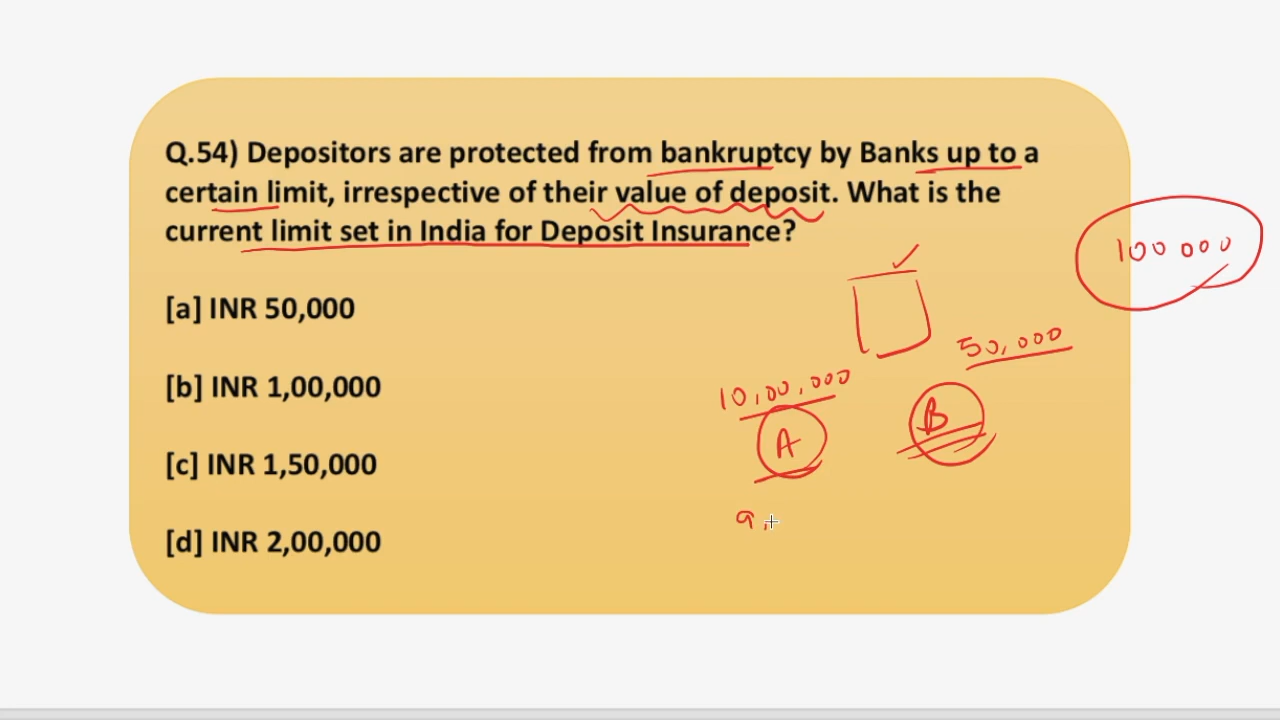 Q.54) Depositors are protected from bankruptcy by Banks up to a
certain limit, irrespective of their value of deposit. What is the
current limit set in India for Deposit Insurance?
100 000
[a] INR 50,000
50,000
[b] INR 1,00,000
10,00,000
A
B
[c] INR 1,50,000
9,
[d] INR 2,00,000